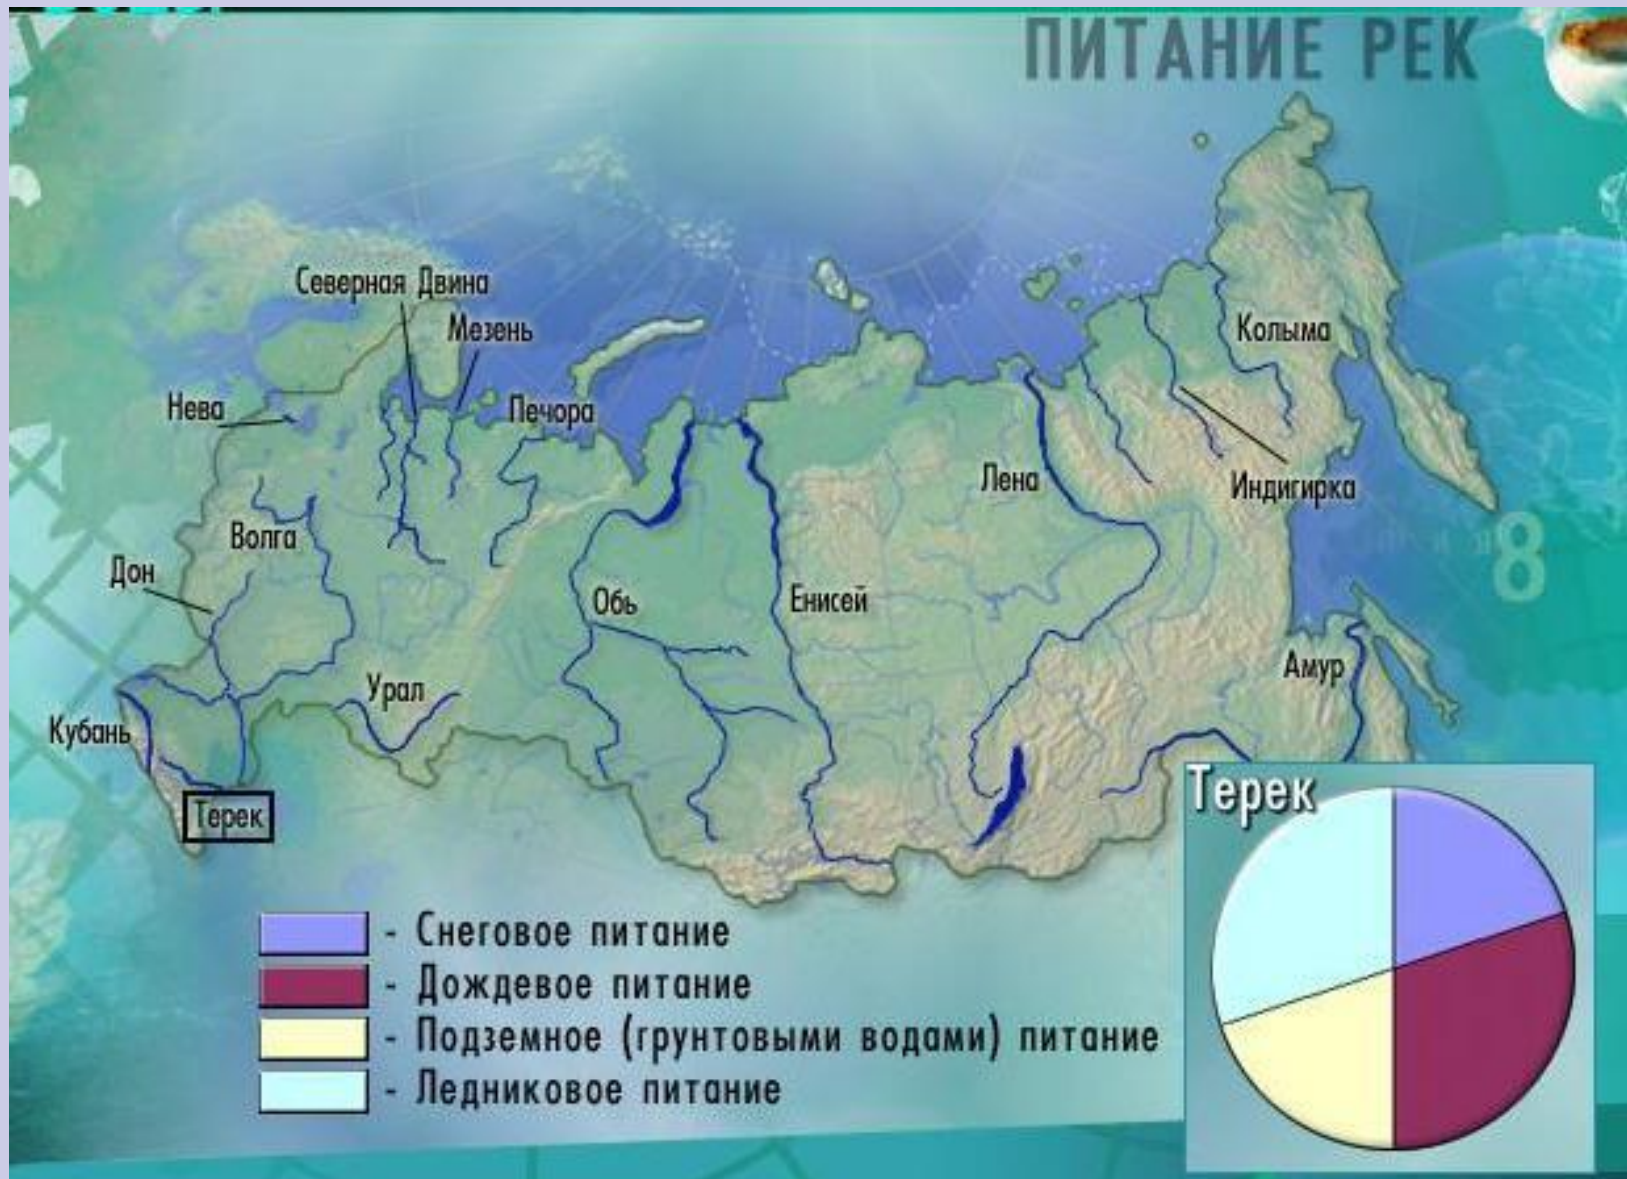 ПИТАНИЕ РЕК
Северная Двина
Мезень
Колыма
Нева
Печора
Лена
Индигирка
Волга
8
Дон
Обь
Енисей
Амур
Урал
Кубань
Терек
Терек
- Снеговое питание
- Дождевое питание
- Подземное (грунтовыми водами) питание
- Ледниковое питание